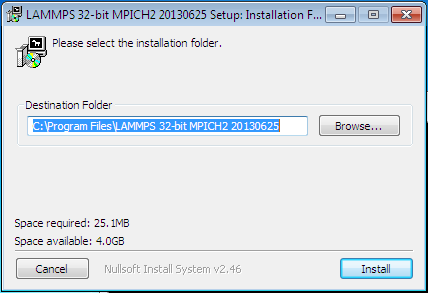 LAMMPS 32-bit MPICH2 20130625 Setup: Installation F...
Please select the installation folder.
Destination Folder
C:\Program Files\LAMMPS 32-bit MPICH2 20130625
Browse...
Space required: 25.1MB
Space available: 4.0GB
Cancel
Nullsoft Install System v2.46
Install